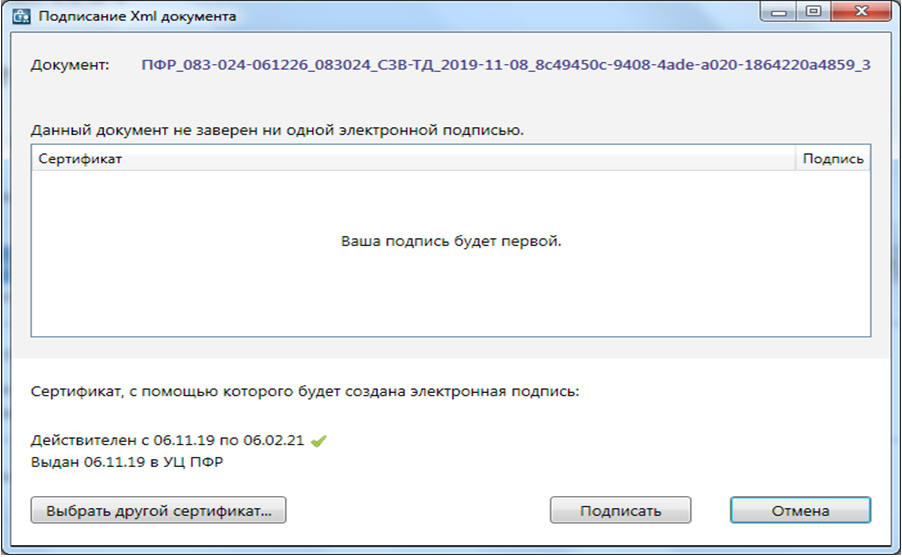 Подписание Xml документа
Документ: ПФР_083-024-061226_083024_СЗВ-ТД_2019-11-08_8c49450c-9408-4ade-a020-1864220a4859_3
Данный документ не заверен ни одной электронной подписью.
Сертификат Подпись
Ваша подпись будет первой.
Сертификат, с помощью которого будет создана электронная подпись:
Действителен с 06.11.19 по 06.02.21
Выдан 06.11.19 в УЦ ПФР
Выбрать другой сертификат... Подписать Отмена